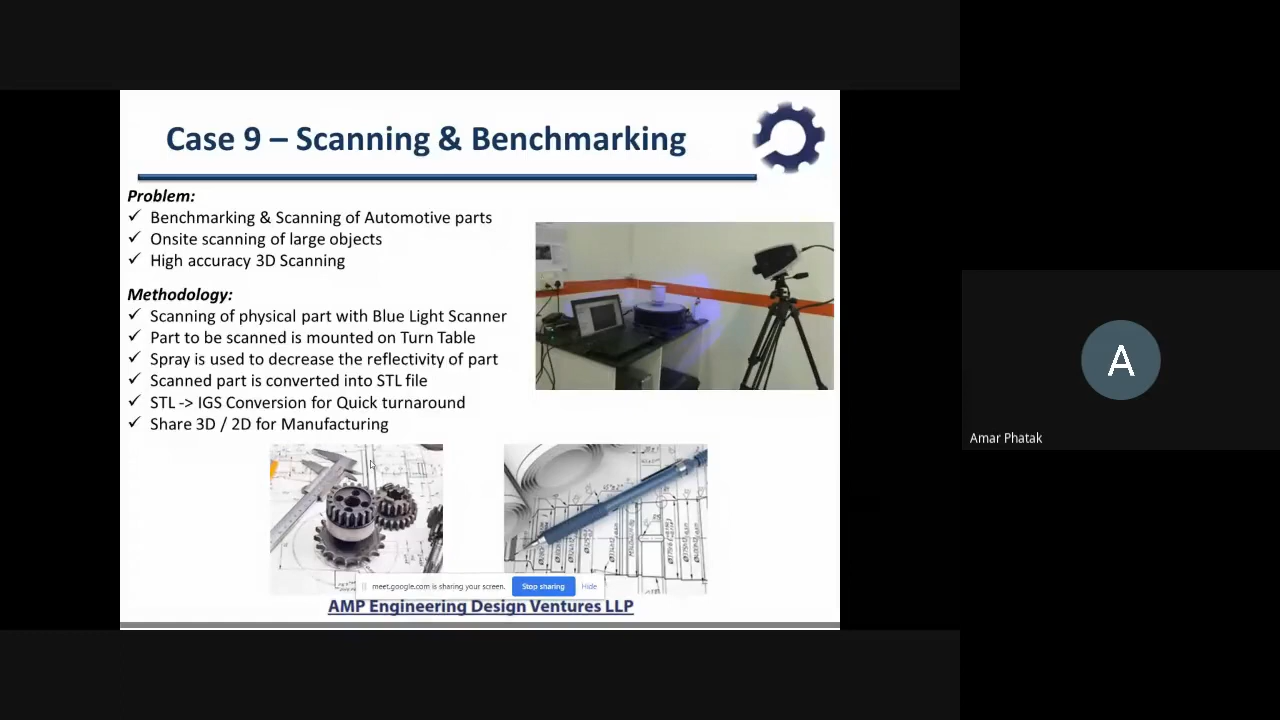 Case 9 – Scanning & Benchmarking
Problem:
✓ Benchmarking & Scanning of Automotive parts
✓ Onsite scanning of large objects
✓ High accuracy 3D Scanning
Methodology:
✓ Scanning of physical part with Blue Light Scanner
✓ Part to be scanned is mounted on Turn Table
✓ Spray is used to decrease the reflectivity of part
✓ Scanned part is converted into STL file
✓ STL -> IGS Conversion for Quick turnaround
✓ Share 3D / 2D for Manufacturing
meet.google.com is sharing your screen. Stop sharing Hide
AMP Engineering Design Ventures LLP
A
Amar Phatak